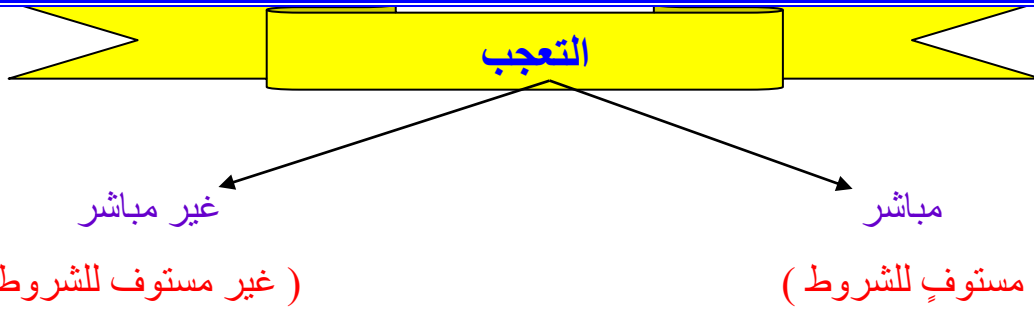 التعجب
مباشر
غير مباشر
مستوفٍ للشروط )
( غير مستوف للشروط